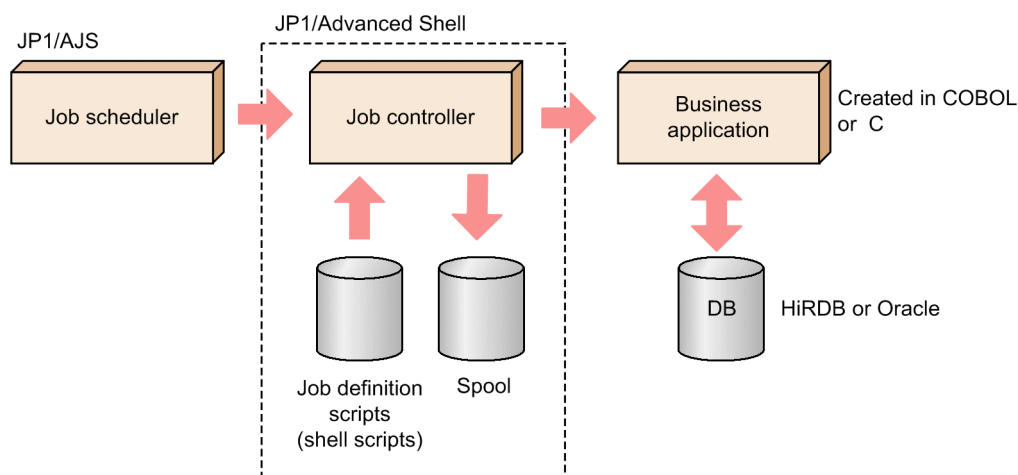 JP1/Advanced Shell
JP1/AJS
Job scheduler
Job controller
Business
application
Created in COBOL
or C
DB
HiRDB or Oracle
Job definition
scripts
(shell scripts)
Spool